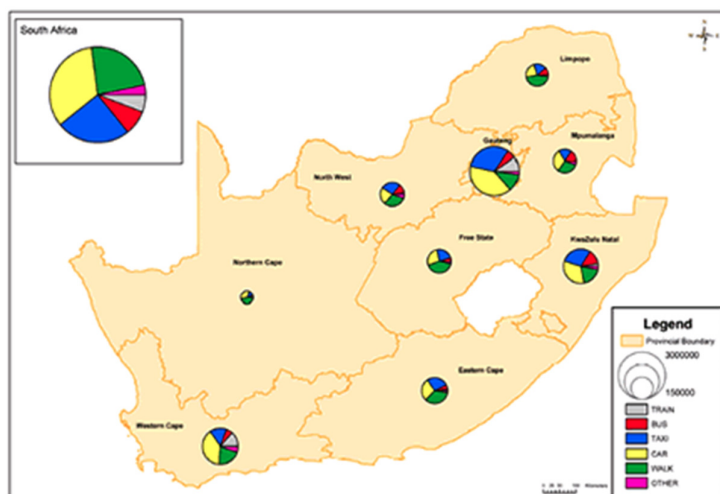 South Africa
N
Limpopo
Gauteng
Mpumalanga
North West
Free State
KwaZulu Natal
Northern Cape
Eastern Cape
Western Cape
Legend
Provincial Boundary
3000000
150000
TRAIN
BUS
TAXI
CAR
WALK
OTHER
Kilometers